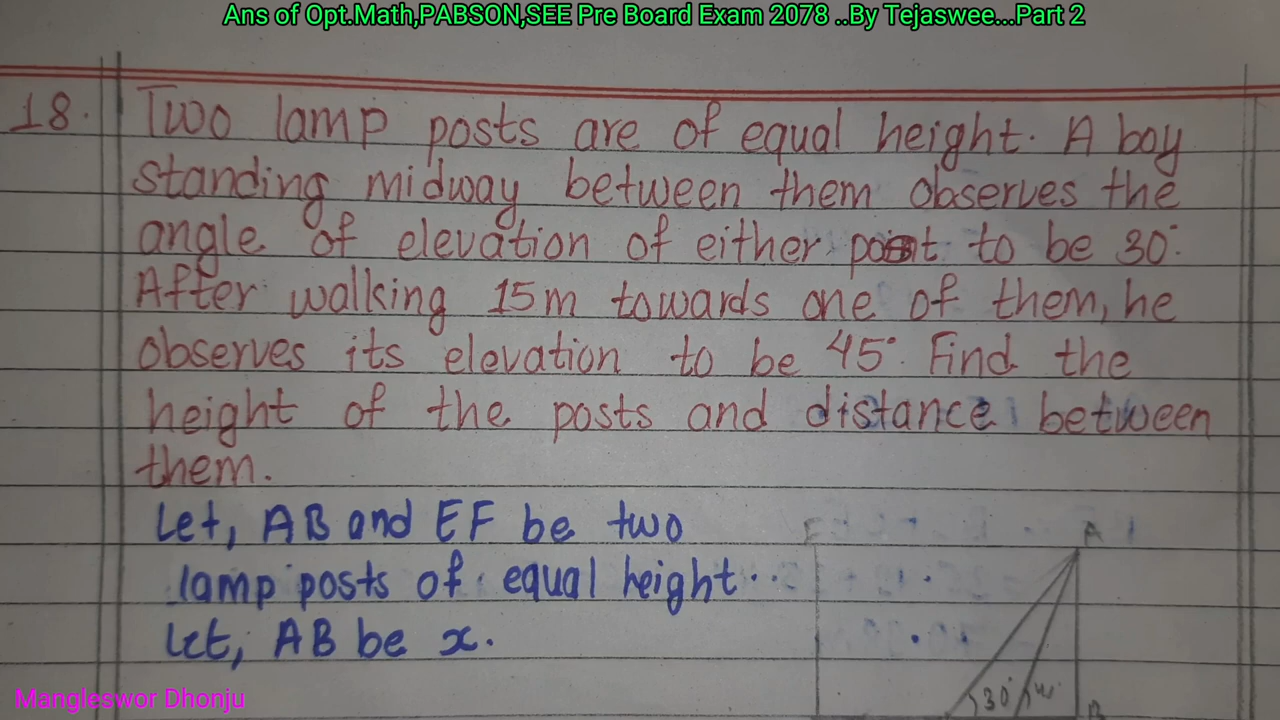 Ans of Opt.Math,PABSON,SEE Pre Board Exam 2078 ..By Tejaswee...Part 2
18. Two lamp posts are of equal height. A boy
standing midway between them observes the
angle of elevation of either post to be 30°.
After walking 15m towards one of them, he
observes its elevation to be 45°. Find the
height of the posts and distance between
them.
Let, AB and EF be two
lamp posts of equal height..
Let, AB be x.
A
30°
B
Mangleswor Dhonju